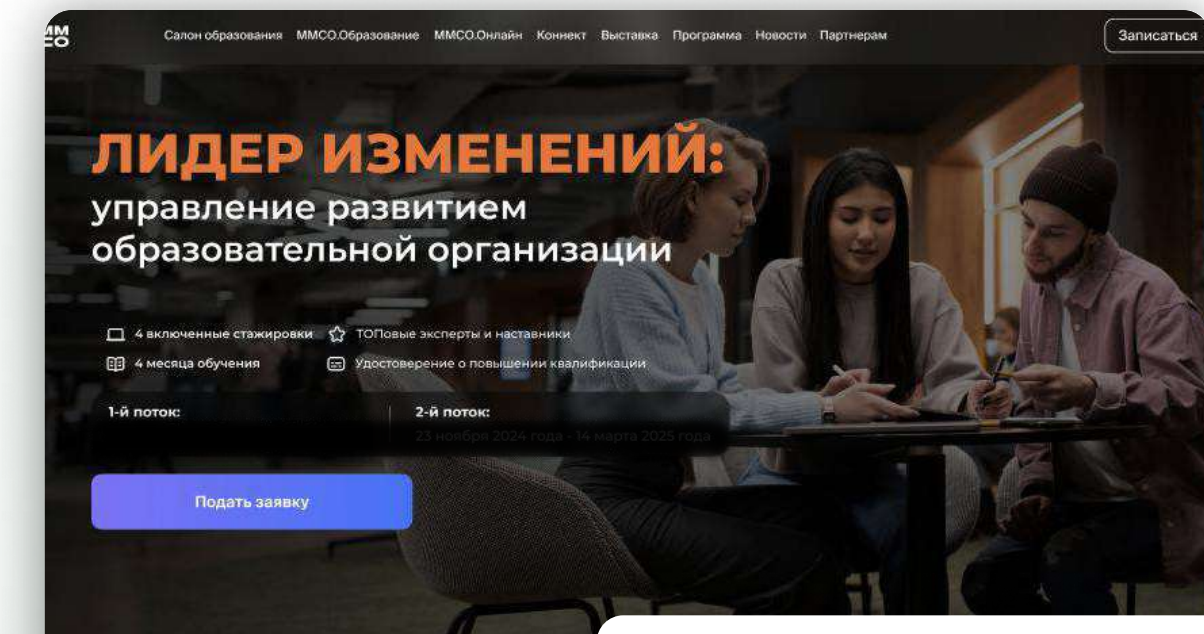 ММ
СО
Салон образования ММСО.Образование ММСО.Онлайн Коннект Выставка Программа Новости Партнерам
Записаться
ЛИДЕР ИЗМЕНЕНИЙ:
управление развитием
образовательной организации
4 включенные стажировки
ТОПовые эксперты и наставники
4 месяца обучения
Удостоверение о повышении квалификации
1-й поток:
2-й поток:
23 ноября 2024 года - 14 марта 2025 года
Подать заявку